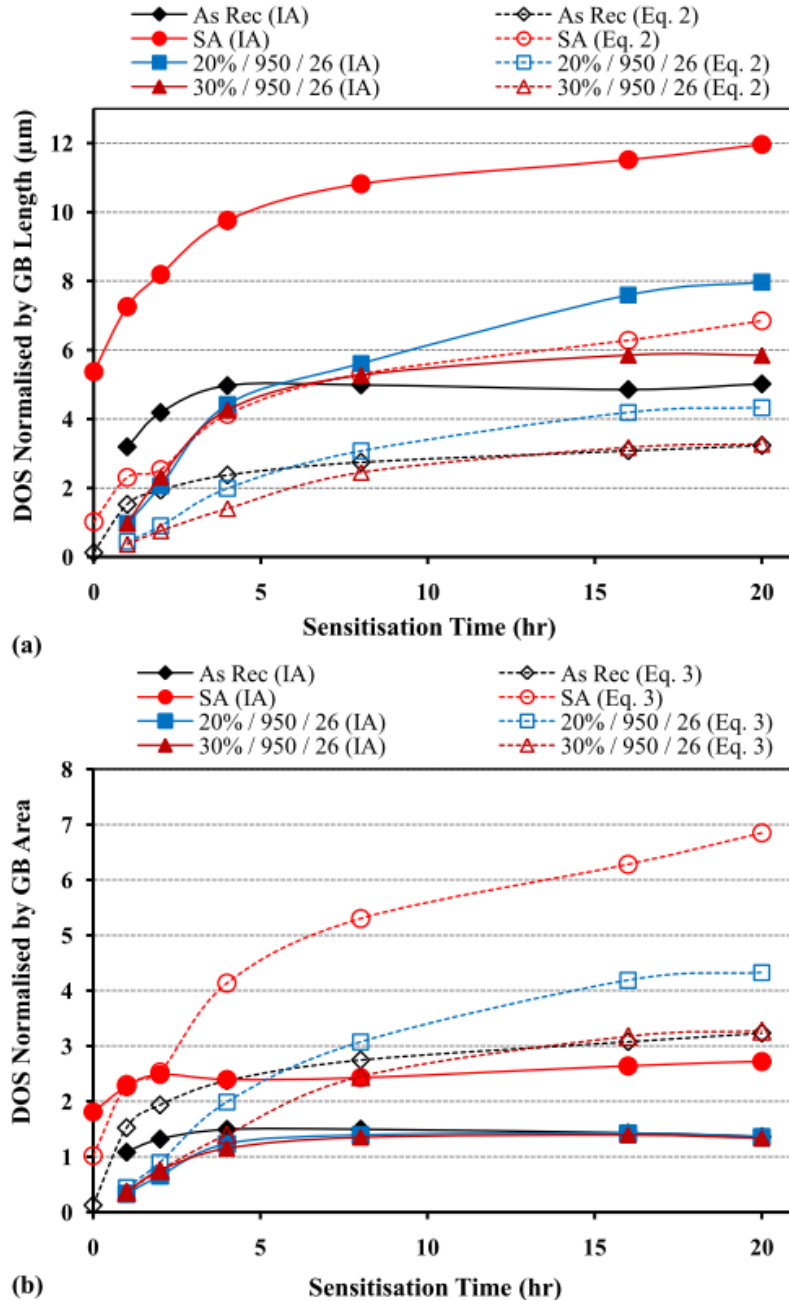 As Rec (IA) As Rec (Eq. 2)
SA (IA) SA (Eq. 2)
20% / 950 / 26 (IA) 20% / 950 / 26 (Eq. 2)
30% / 950 / 26 (IA) 30% / 950 / 26 (Eq. 2)
DOS Normalised by GB Length (μm)
12
10
8
6
4
2
0
0 5 10 15 20
Sensitisation Time (hr)
(a)
As Rec (IA) As Rec (Eq. 3)
SA (IA) SA (Eq. 3)
20% / 950 / 26 (IA) 20% / 950 / 26 (Eq. 3)
30% / 950 / 26 (IA) 30% / 950 / 26 (Eq. 3)
DOS Normalised by GB Area
8
7
6
5
4
3
2
1
0
0 5 10 15 20
(b) Sensitisation Time (hr)